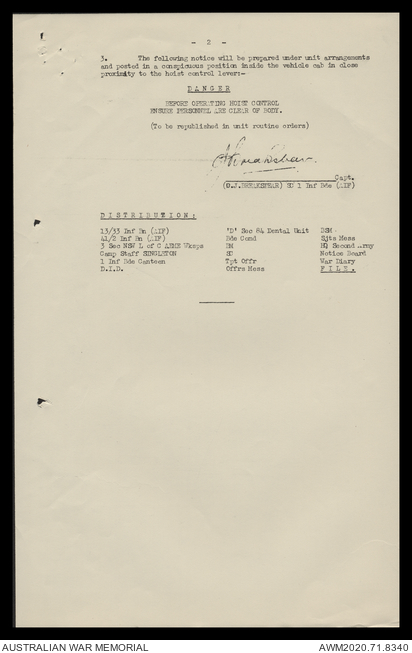 - 2 -
3. The following notice will be prepared under unit arrangements
and posted in a conspicuous position inside the vehicle cab in close
proximity to the hoist control lever:-
DANGER
BEFORE OPERATING HOIST CONTROL
ENSURE PERSONNEL ARE CLEAR OF BODY.
(To be republished in unit routine orders)
Capt.
(O.J.BREAKSPEAR) SC 1 Inf Bde (AIF)
DISTRIBUTION:
13/33 Inf Bn (AIF) 'D' Sec 84 Dental Unit DSM
41/2 Inf Bn (AIF) Bde Comd Sjts Mess
3 Sec NSW L of C AEME Wksps BM HQ Second Army
Camp Staff SINGLETON SC Notice Board
1 Inf Bde Canteen Tpt Offr War Diary
D.I.D. Offrs Mess FILE.
AUSTRALIAN WAR MEMORIAL AWM2020.71.8340